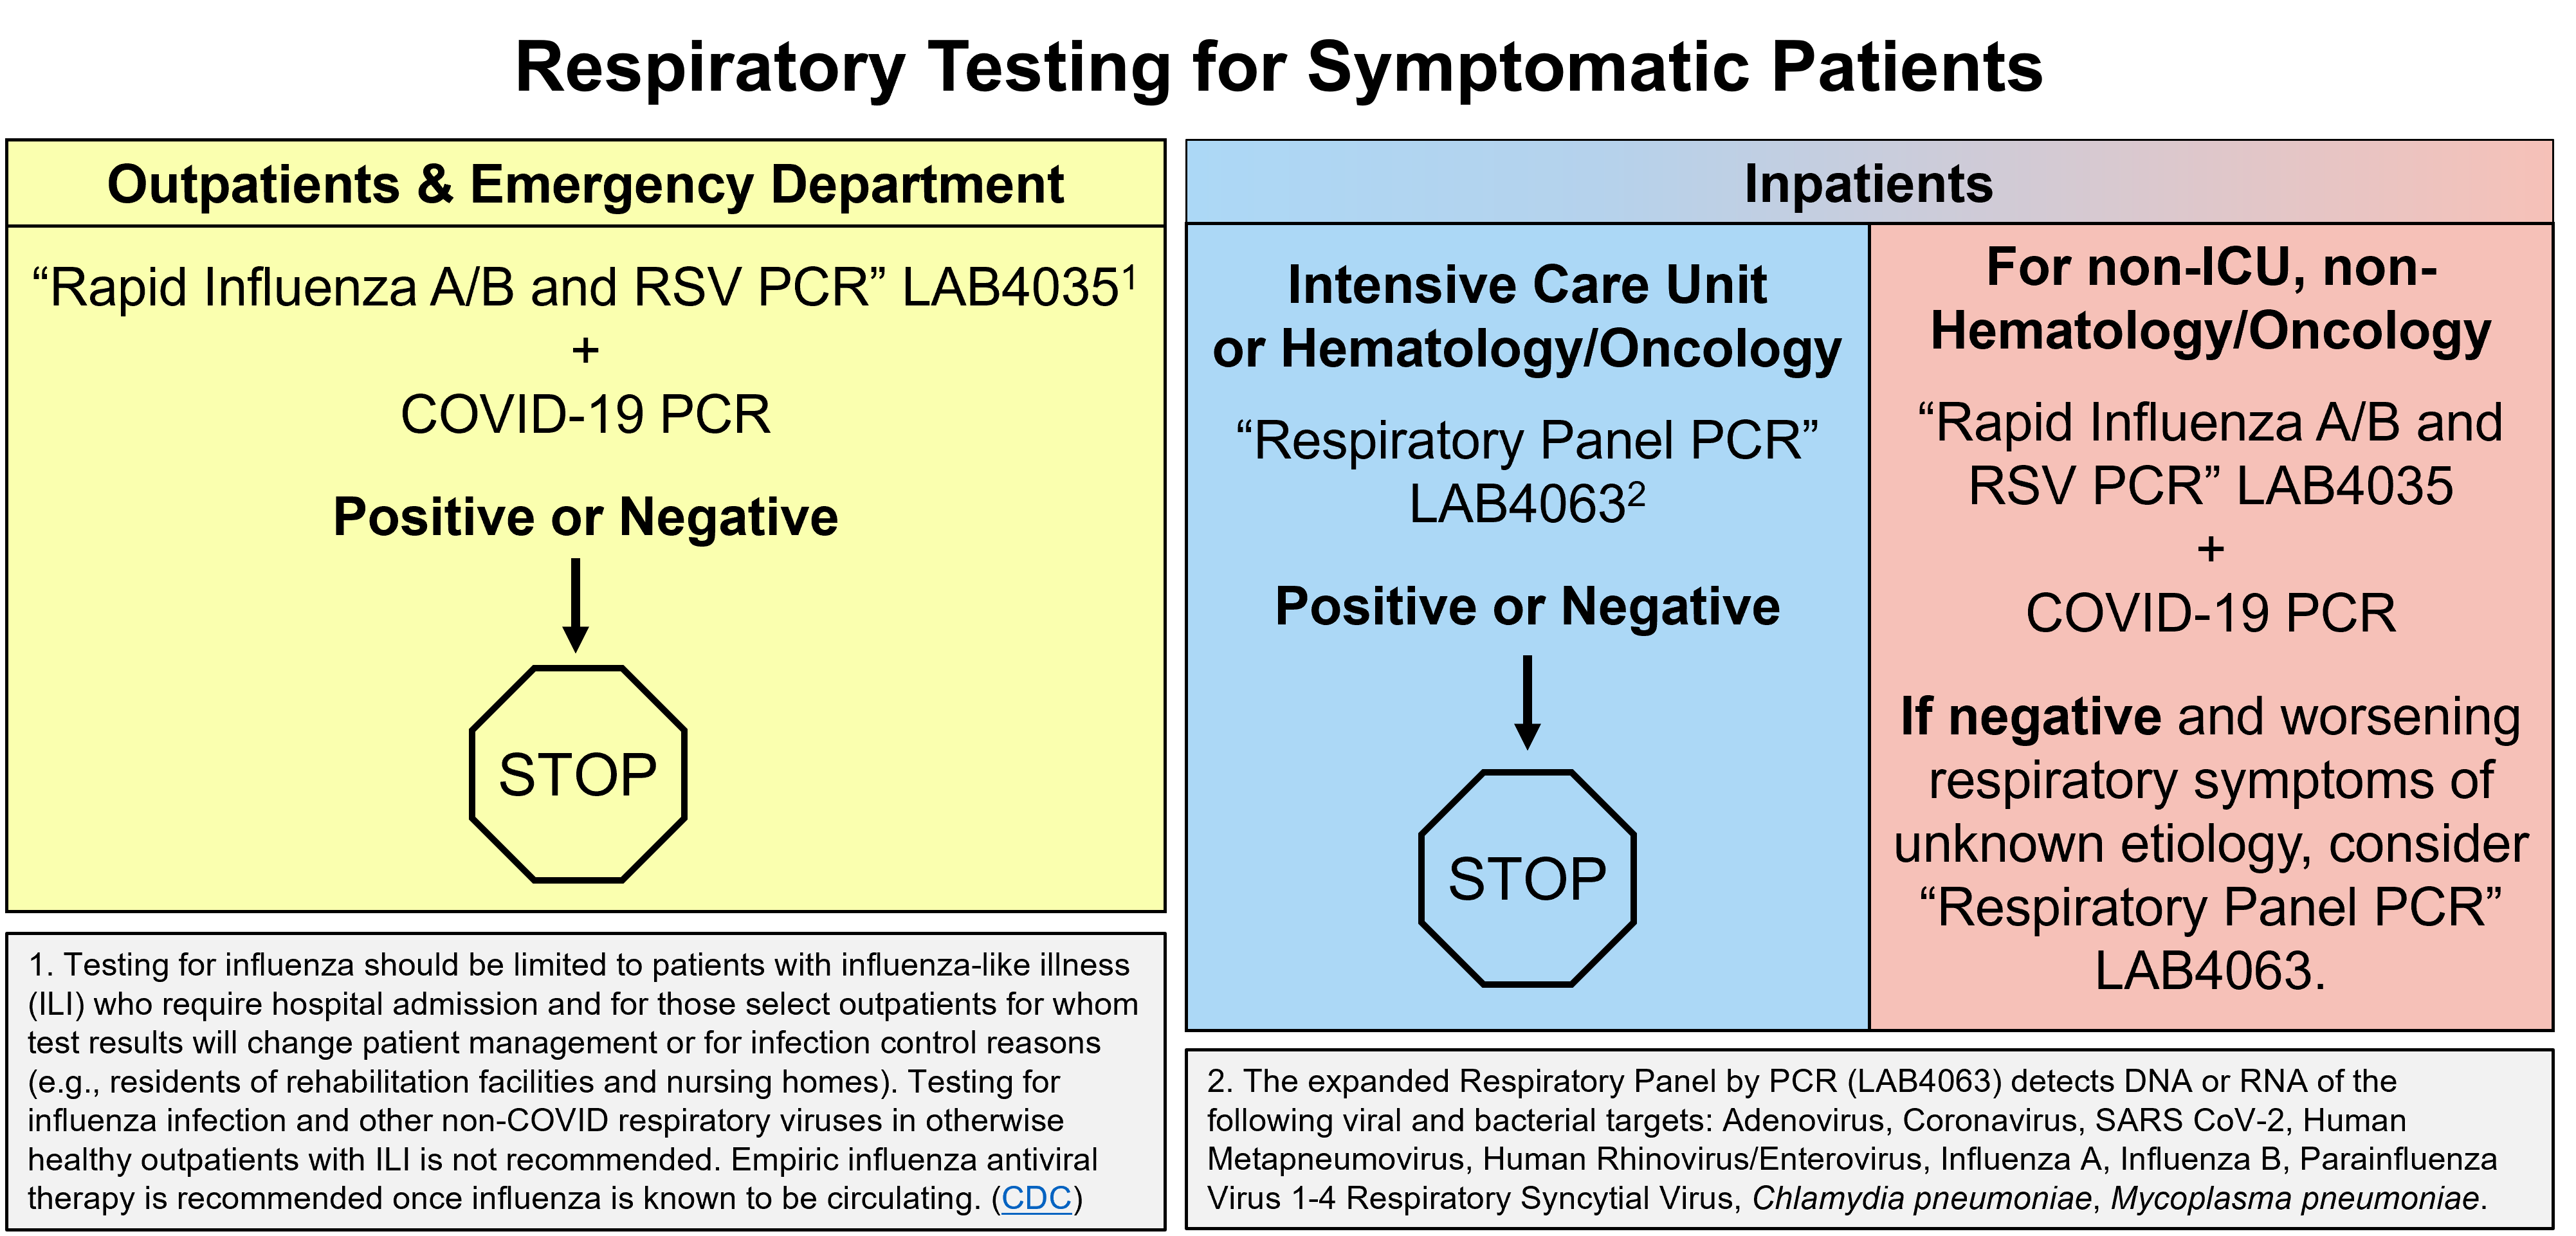 Respiratory Testing for Symptomatic Patients
Outpatients & Emergency Department
“Rapid Influenza A/B and RSV PCR” LAB4035¹
+
COVID-19 PCR
Positive or Negative
STOP
1. Testing for influenza should be limited to patients with influenza-like illness
(ILI) who require hospital admission and for those select outpatients for whom
test results will change patient management or for infection control reasons
(e.g., residents of rehabilitation facilities and nursing homes). Testing for
influenza infection and other non-COVID respiratory viruses in otherwise
healthy outpatients with ILI is not recommended. Empiric influenza antiviral
therapy is recommended once influenza is known to be circulating. (CDC)
Inpatients
Intensive Care Unit
or Hematology/Oncology
“Respiratory Panel PCR”
LAB4063²
Positive or Negative
STOP
For non-ICU, non-
Hematology/Oncology
“Rapid Influenza A/B and
RSV PCR” LAB4035
+
COVID-19 PCR
If negative and worsening
respiratory symptoms of
unknown etiology, consider
“Respiratory Panel PCR”
LAB4063.
2. The expanded Respiratory Panel by PCR (LAB4063) detects DNA or RNA of the
following viral and bacterial targets: Adenovirus, Coronavirus, SARS CoV-2, Human
Metapneumovirus, Human Rhinovirus/Enterovirus, Influenza A, Influenza B, Parainfluenza
Virus 1-4 Respiratory Syncytial Virus, Chlamydia pneumoniae, Mycoplasma pneumoniae.